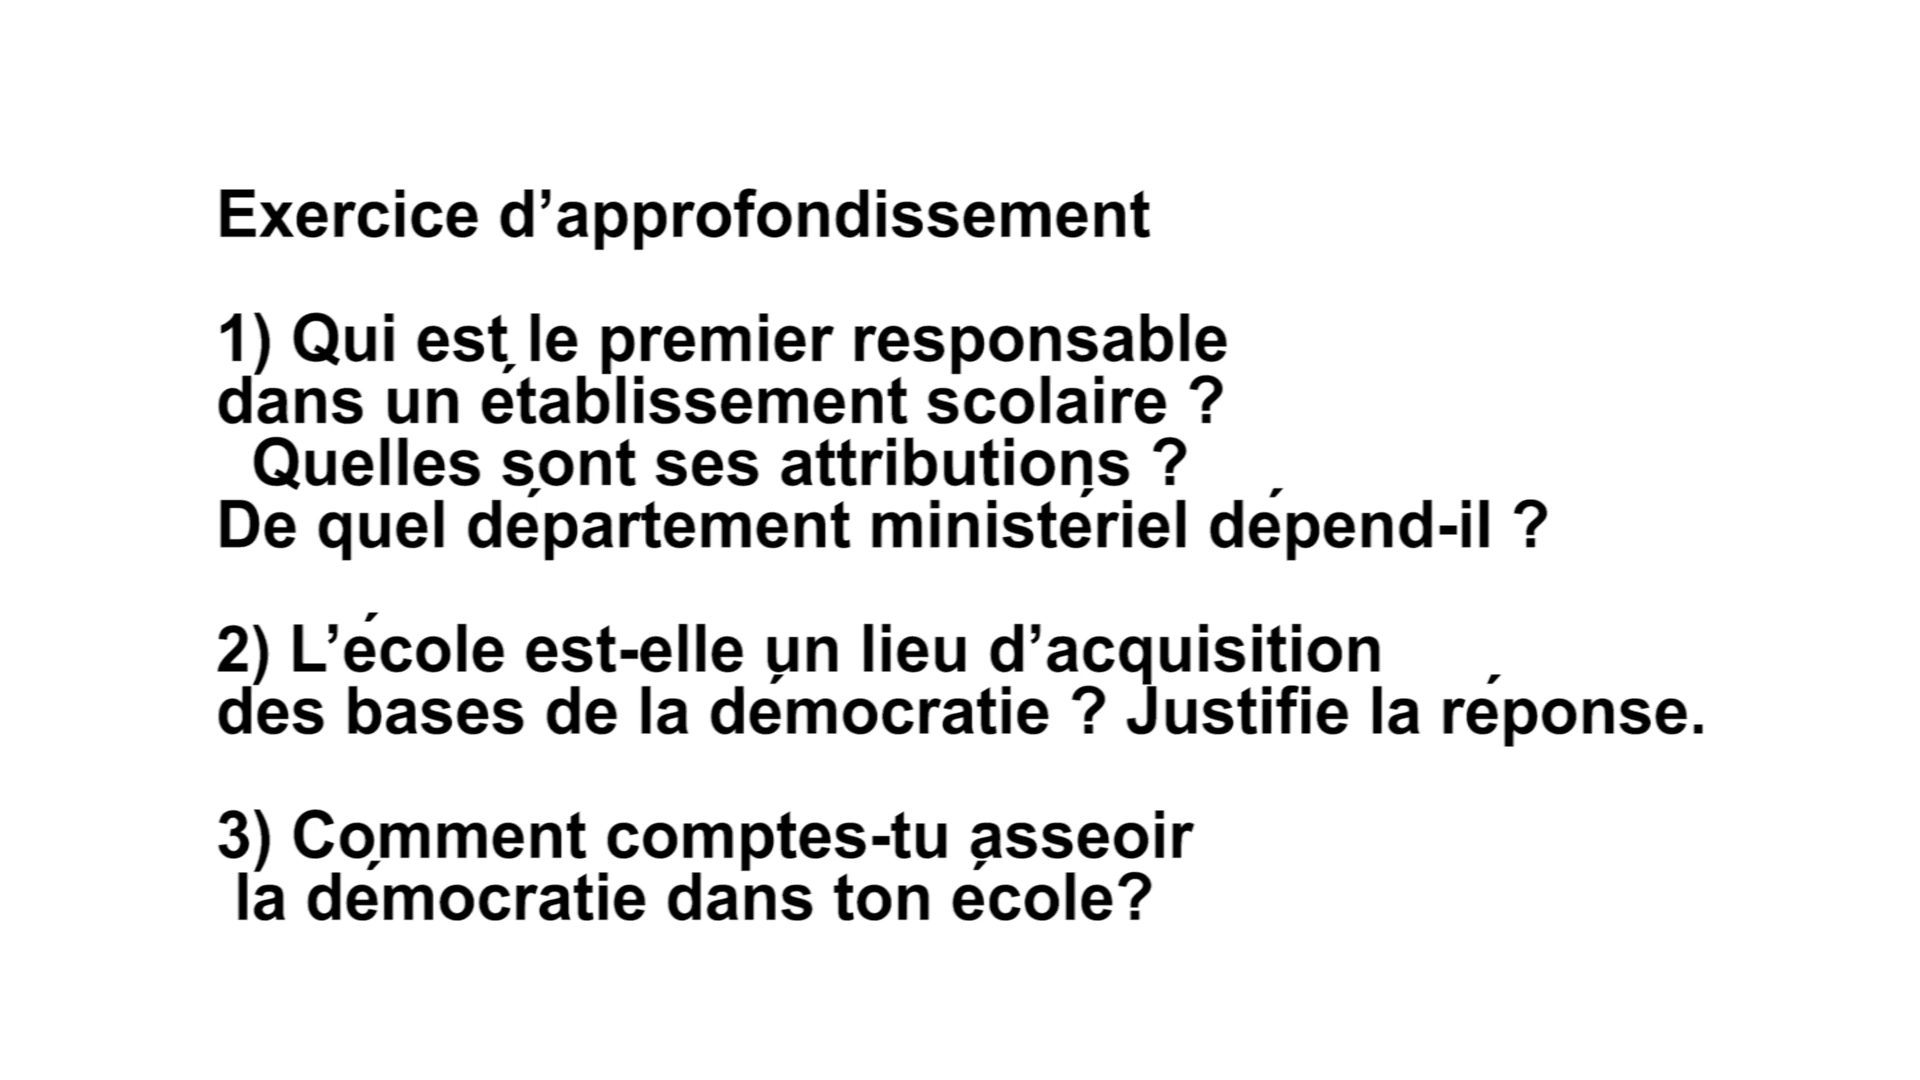 Exercice d’approfondissement
1) Qui est le premier responsable
dans un établissement scolaire ?
Quelles sont ses attributions ?
De quel département ministériel dépend-il ?
2) L’école est-elle un lieu d’acquisition
des bases de la démocratie ? Justifie la réponse.
3) Comment comptes-tu asseoir
la démocratie dans ton école?